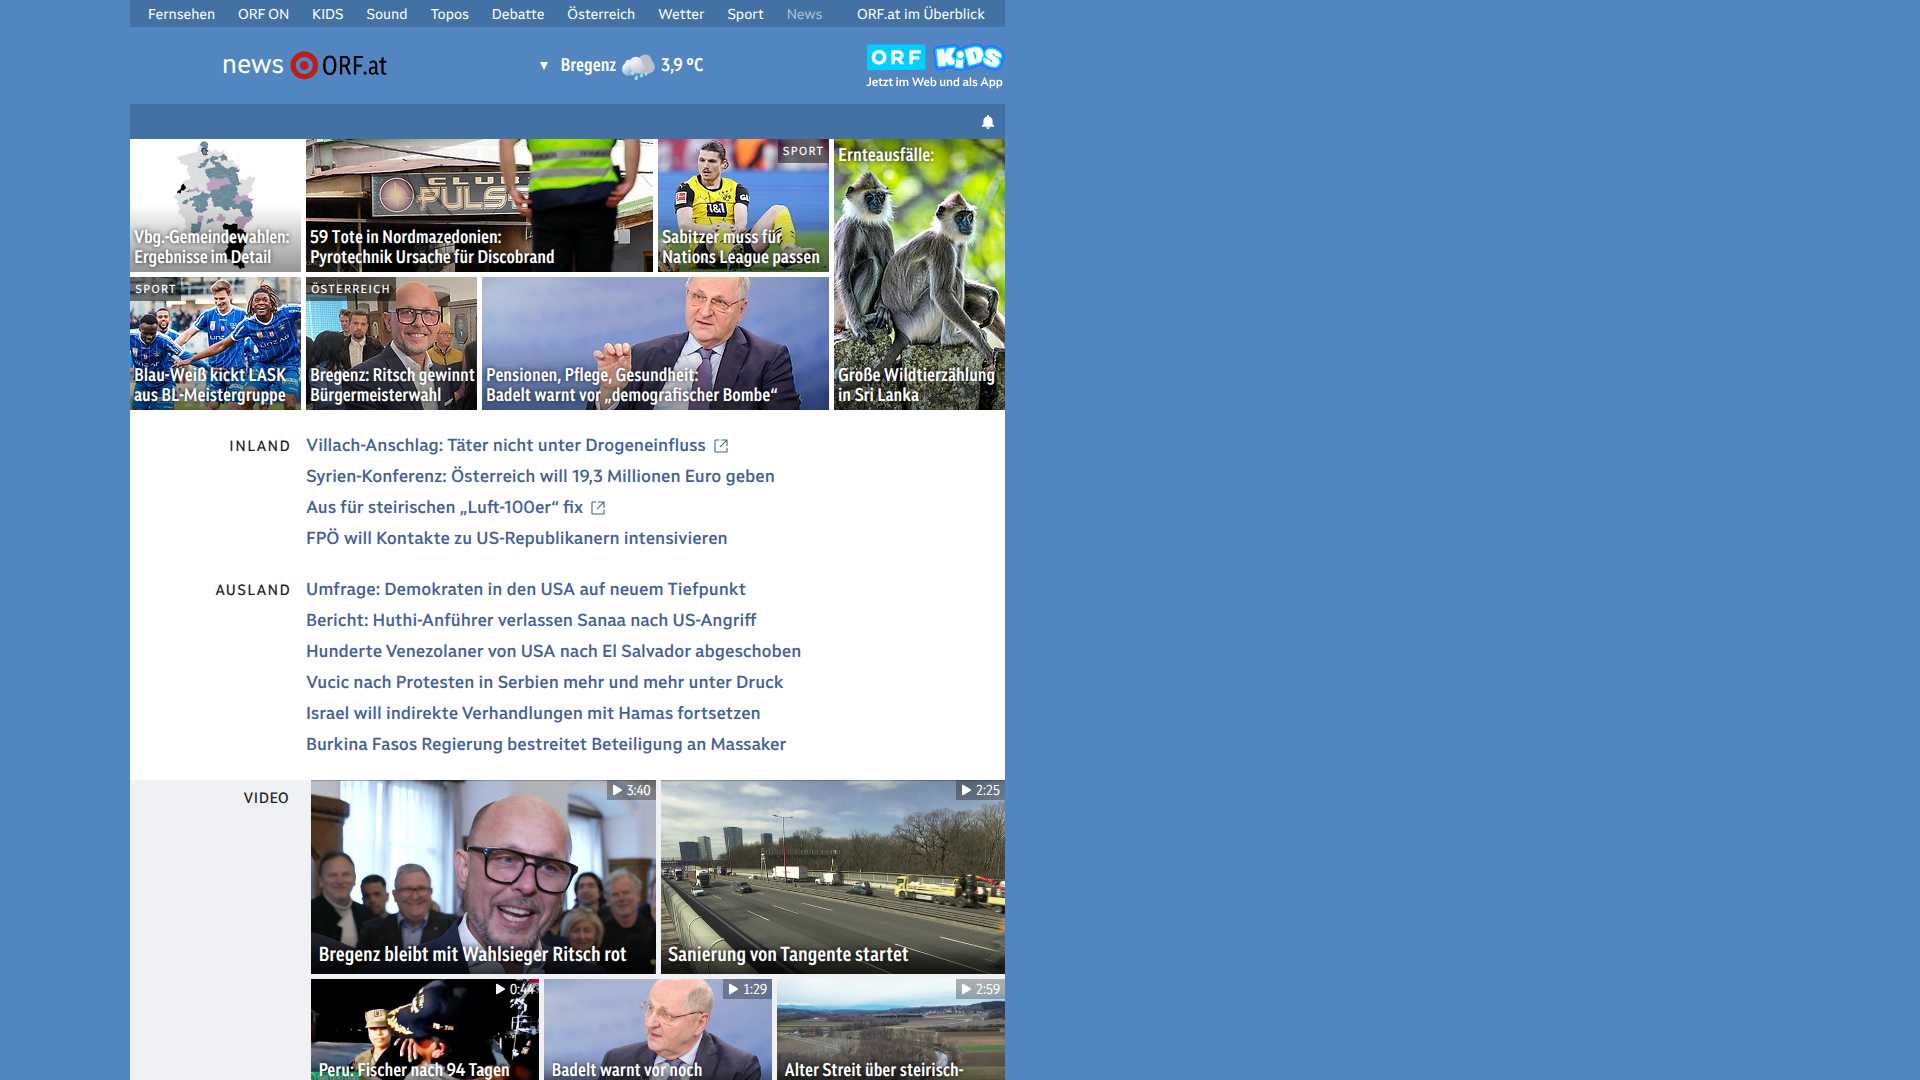 Fernsehen ORF ON KIDS Sound Topos Debatte Österreich Wetter Sport News ORF.at im Überblick
news ORF.at
Bregenz 3,9 °C
ORF KiDS
Jetzt im Web und als App
Vbg.-Gemeindewahlen:
Ergebnisse im Detail
CLUB
PULSE
59 Tote in Nordmazedonien:
Pyrotechnik Ursache für Discobrand
SPORT
1&1
Sabitzer muss für
Nations League passen
Ernteausfälle:
Große Wildtierzählung
in Sri Lanka
SPORT
Blau-Weiß kickt LASK
aus BL-Meistergruppe
ÖSTERREICH
Bregenz: Ritsch gewinnt
Bürgermeisterwahl
Pensionen, Pflege, Gesundheit:
Badelt warnt vor „demografischer Bombe“
INLAND
Villach-Anschlag: Täter nicht unter Drogeneinfluss
Syrien-Konferenz: Österreich will 19,3 Millionen Euro geben
Aus für steirischen „Luft-100er“ fix
FPÖ will Kontakte zu US-Republikanern intensivieren
AUSLAND
Umfrage: Demokraten in den USA auf neuem Tiefpunkt
Bericht: Huthi-Anführer verlassen Sanaa nach US-Angriff
Hunderte Venezolaner von USA nach El Salvador abgeschoben
Vucic nach Protesten in Serbien mehr und mehr unter Druck
Israel will indirekte Verhandlungen mit Hamas fortsetzen
Burkina Fasos Regierung bestreitet Beteiligung an Massaker
VIDEO
3:40
Bregenz bleibt mit Wahlsieger Ritsch rot
2:25
Sanierung von Tangente startet
0:44
Peru: Fischer nach 94 Tagen
1:29
Badelt warnt vor noch
2:59
Alter Streit über steirisch-